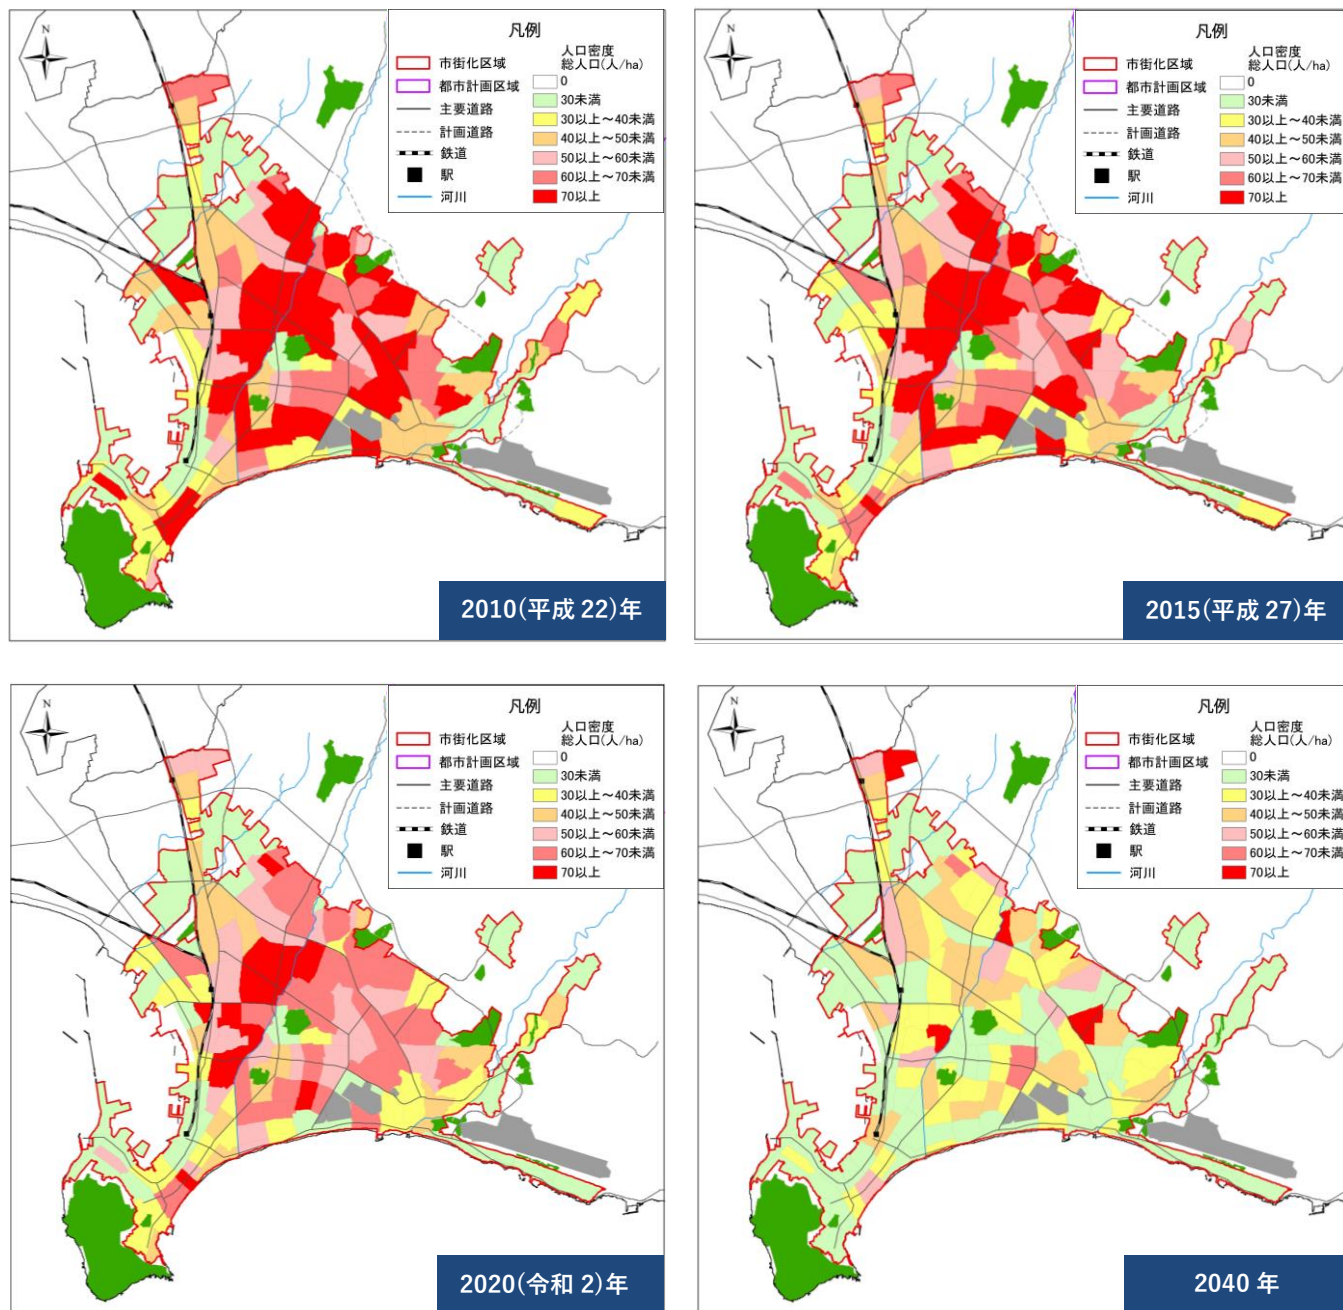 N
凡例
市街化区域
都市計画区域
主要道路
計画道路
鉄道
駅
河川
人口密度
総人口(人/ha)
0
30未満
30以上～40未満
40以上～50未満
50以上～60未満
60以上～70未満
70以上
2010(平成 22)年
N
凡例
市街化区域
都市計画区域
主要道路
計画道路
鉄道
駅
河川
人口密度
総人口(人/ha)
0
30未満
30以上～40未満
40以上～50未満
50以上～60未満
60以上～70未満
70以上
2015(平成 27)年
N
凡例
市街化区域
都市計画区域
主要道路
計画道路
鉄道
駅
河川
人口密度
総人口(人/ha)
0
30未満
30以上～40未満
40以上～50未満
50以上～60未満
60以上～70未満
70以上
2020(令和 2)年
N
凡例
市街化区域
都市計画区域
主要道路
計画道路
鉄道
駅
河川
人口密度
総人口(人/ha)
0
30未満
30以上～40未満
40以上～50未満
50以上～60未満
60以上～70未満
70以上
2040 年